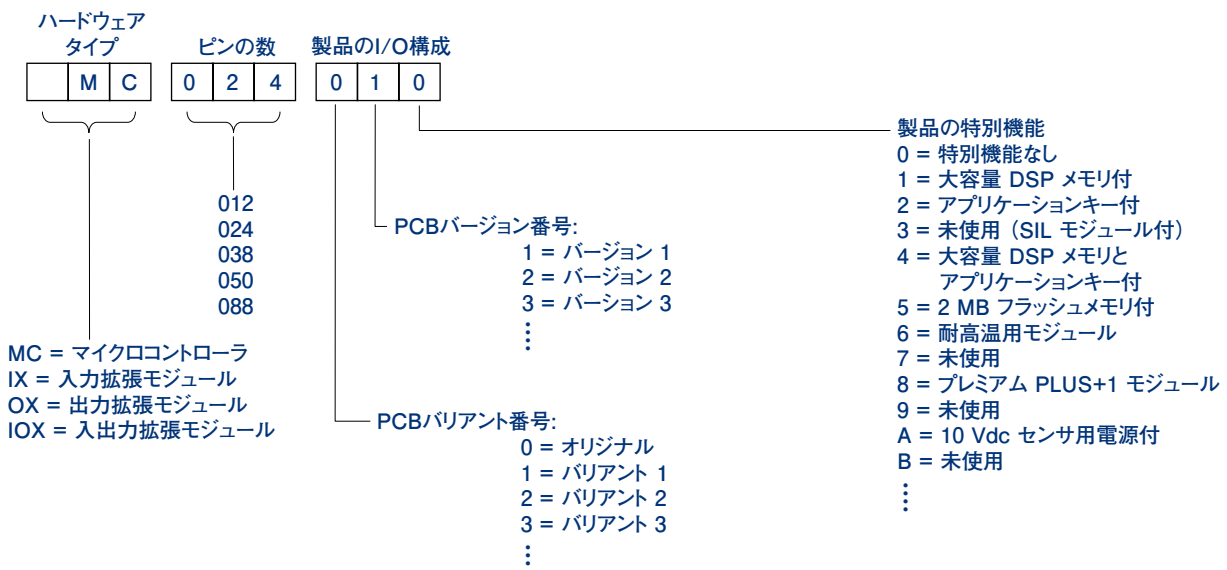 ハードウェア
タイプ
ピンの数
製品のI/O構成
M C
0 2 4
0 1 0
製品の特別機能
0 = 特別機能なし
1 = 大容量 DSP メモリ付
2 = アプリケーションキー付
3 = 未使用 (SIL モジュール付)
4 = 大容量 DSP メモリと
アプリケーションキー付
5 = 2 MB フラッシュメモリ付
6 = 耐高温用モジュール
7 = 未使用
8 = プレミアム PLUS+1 モジュール
9 = 未使用
A = 10 Vdc センサ用電源付
B = 未使用
⋮
012
024
038
050
088
PCBバージョン番号:
1 = バージョン 1
2 = バージョン 2
3 = バーション 3
⋮
MC = マイクロコントローラ
IX = 入力拡張モジュール
OX = 出力拡張モジュール
IOX = 入出力拡張モジュール
PCBバリアント番号:
0 = オリジナル
1 = バリアント 1
2 = バリアント 2
3 = バリアント 3
⋮